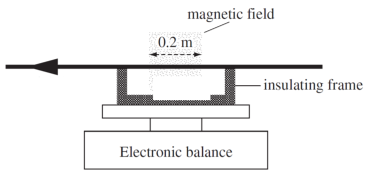 magnetic field
0.2 m
insulating frame
Electronic balance